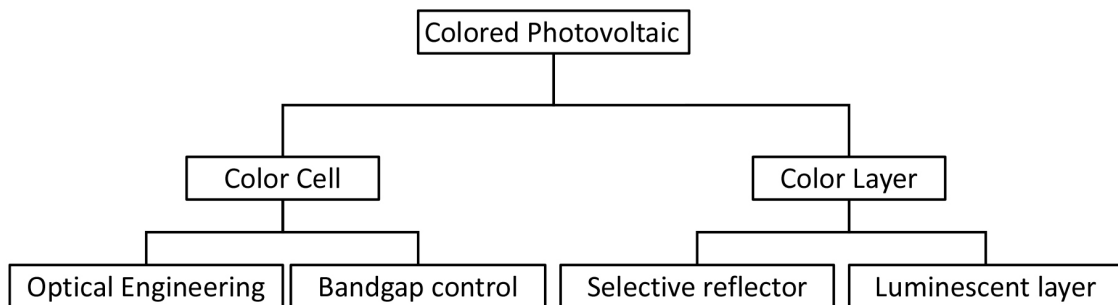 Colored Photovoltaic
Color Cell
Color Layer
Optical Engineering
Bandgap control
Selective reflector
Luminescent layer